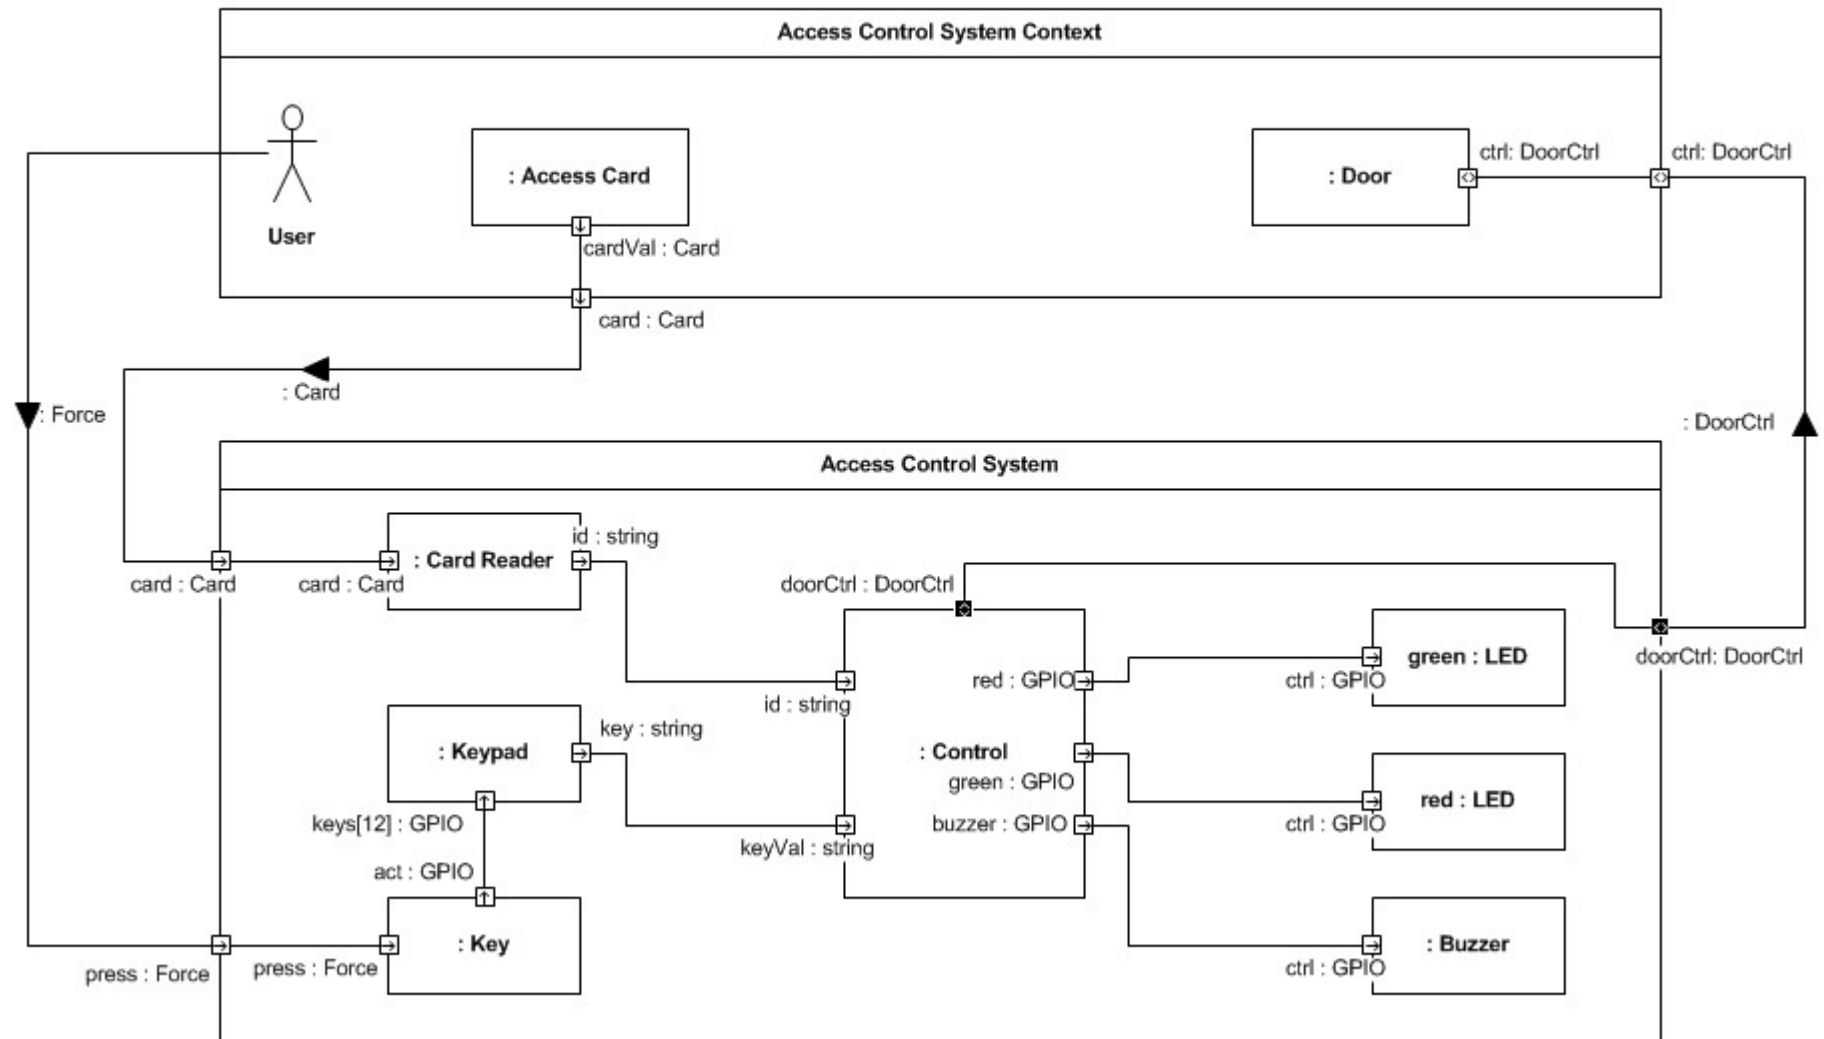 Access Control System Context
ctrl: DoorCtrl
ctrl: DoorCtrl
: Access Card
: Door
User
cardVal : Card
card : Card
: Card
: Force
: DoorCtrl
Access Control System
id : string
: Card Reader
card : Card
card : Card
doorCtrl : DoorCtrl
green : LED
doorCtrl: DoorCtrl
red : GPIO
ctrl : GPIO
id : string
key : string
: Keypad
: Control
green : GPIO
red : LED
keys[12] : GPIO
buzzer : GPIO
ctrl : GPIO
keyVal : string
act : GPIO
: Key
: Buzzer
press : Force
press : Force
ctrl : GPIO